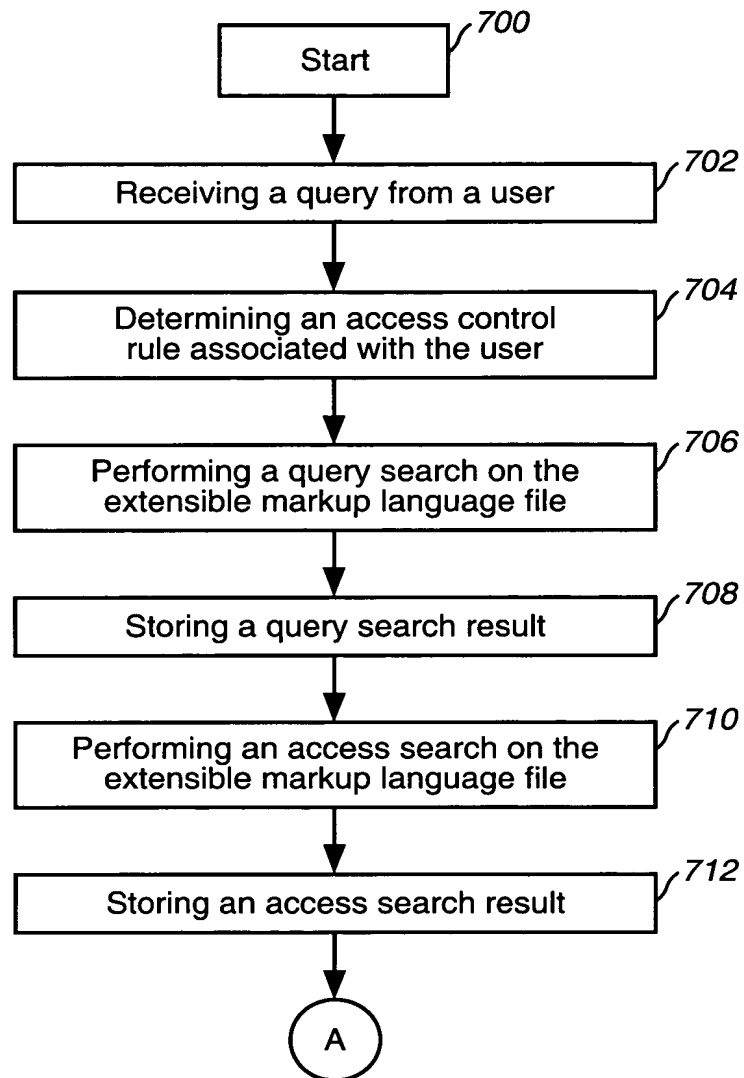 700
Start
702
Receiving a query from a user
704
Determining an access control
rule associated with the user
706
Performing a query search on the
extensible markup language file
708
Storing a query search result
710
Performing an access search on the
extensible markup language file
712
Storing an access search result
A